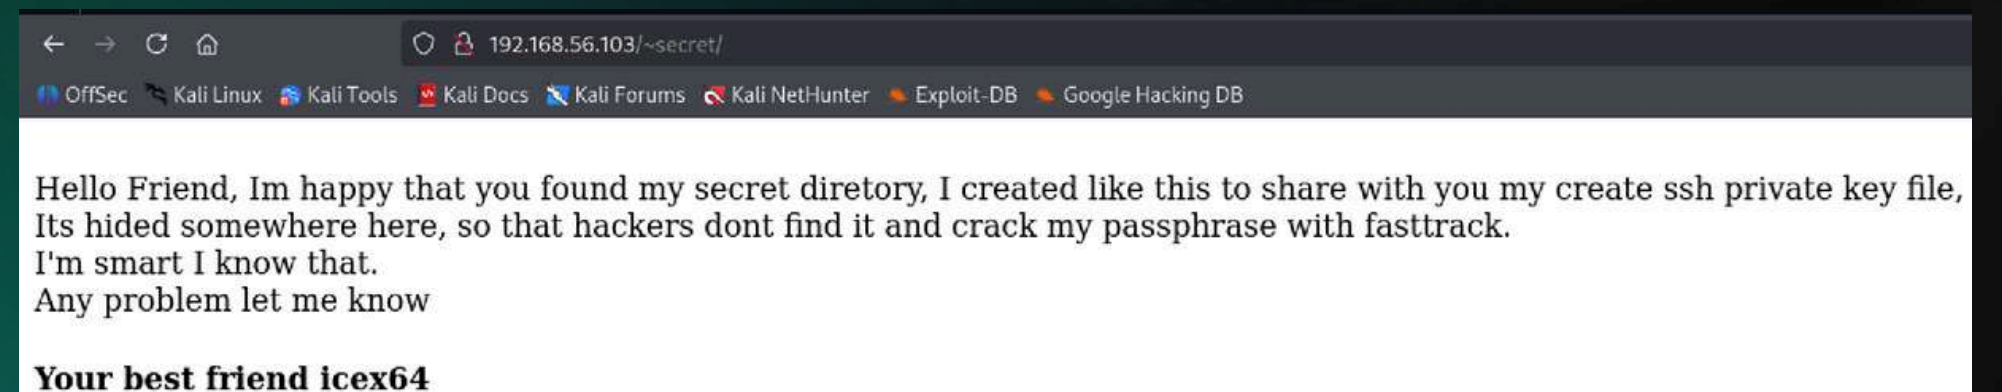 192.168.56.103/~secret/
OffSec Kali Linux Kali Tools Kali Docs Kali Forums Kali NetHunter Exploit-DB Google Hacking DB
Hello Friend, Im happy that you found my secret diretory, I created like this to share with you my create ssh private key file,
Its hided somewhere here, so that hackers dont find it and crack my passphrase with fasttrack.
I'm smart I know that.
Any problem let me know
Your best friend icex64